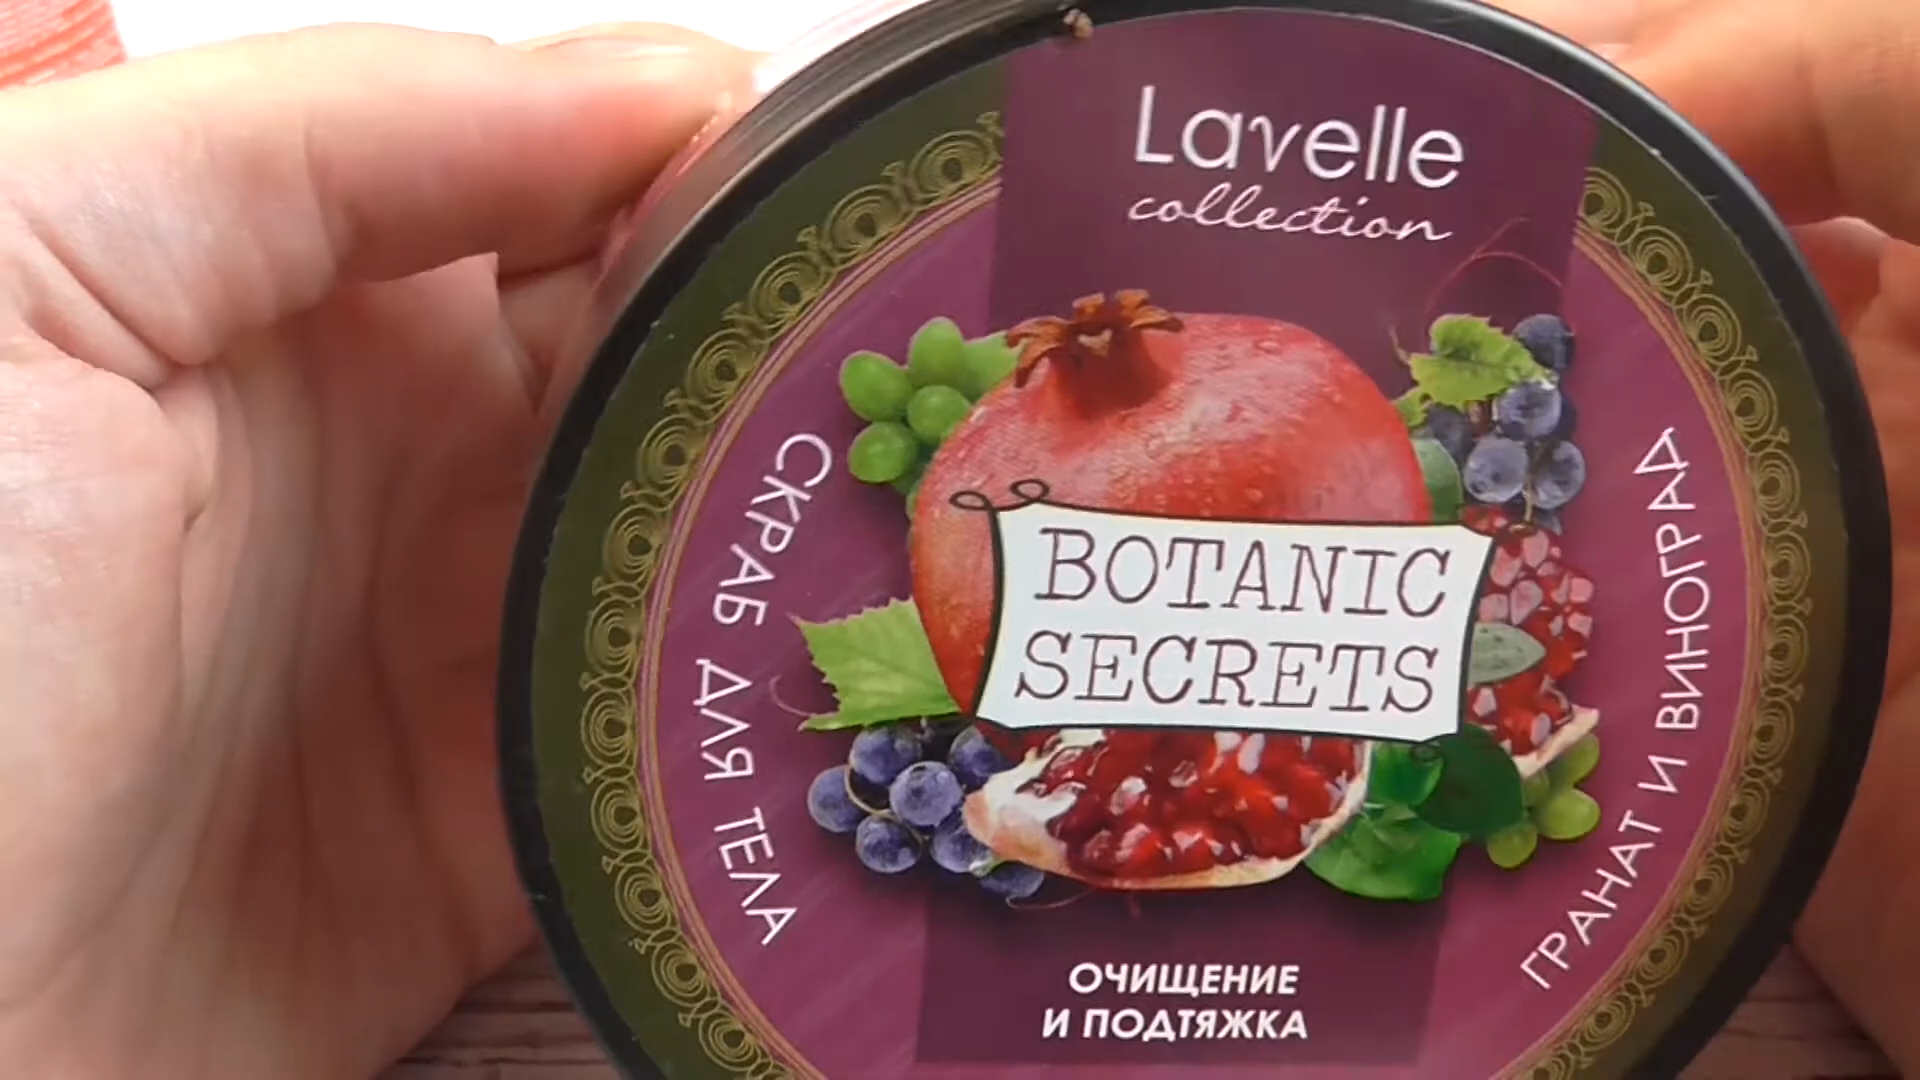 Lavelle
collection
BOTANIC
SECRETS
СКРАБ ДЛЯ ТЕЛА
ГРАНАТ И ВИНОГРАД
ОЧИЩЕНИЕ
И ПОДТЯЖКА